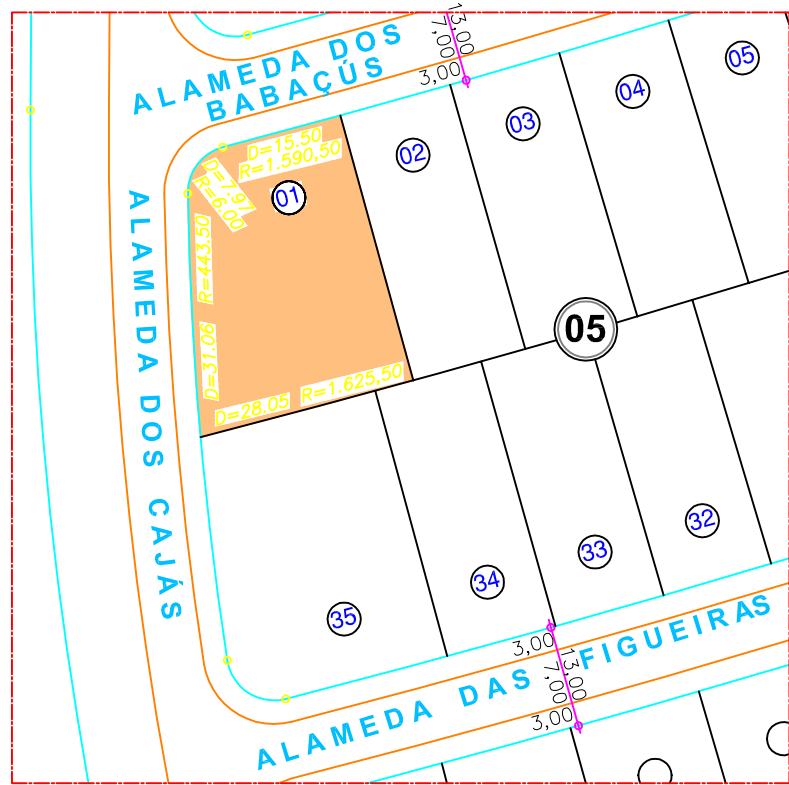 ALAMEDA DOS
BABAÇÚS
13,00
7,00
3,00
05
04
03
02
01
D=15.50
R=1.590,50
D=7.97
R=6.00
R=443.50
D=31.06
D=28.05
R=1.625,50
ALAMEDA DOS CAJÁS
05
32
33
34
35
3,00
13,00
7,00
3,00
ALAMEDA DAS FIGUEIRAS